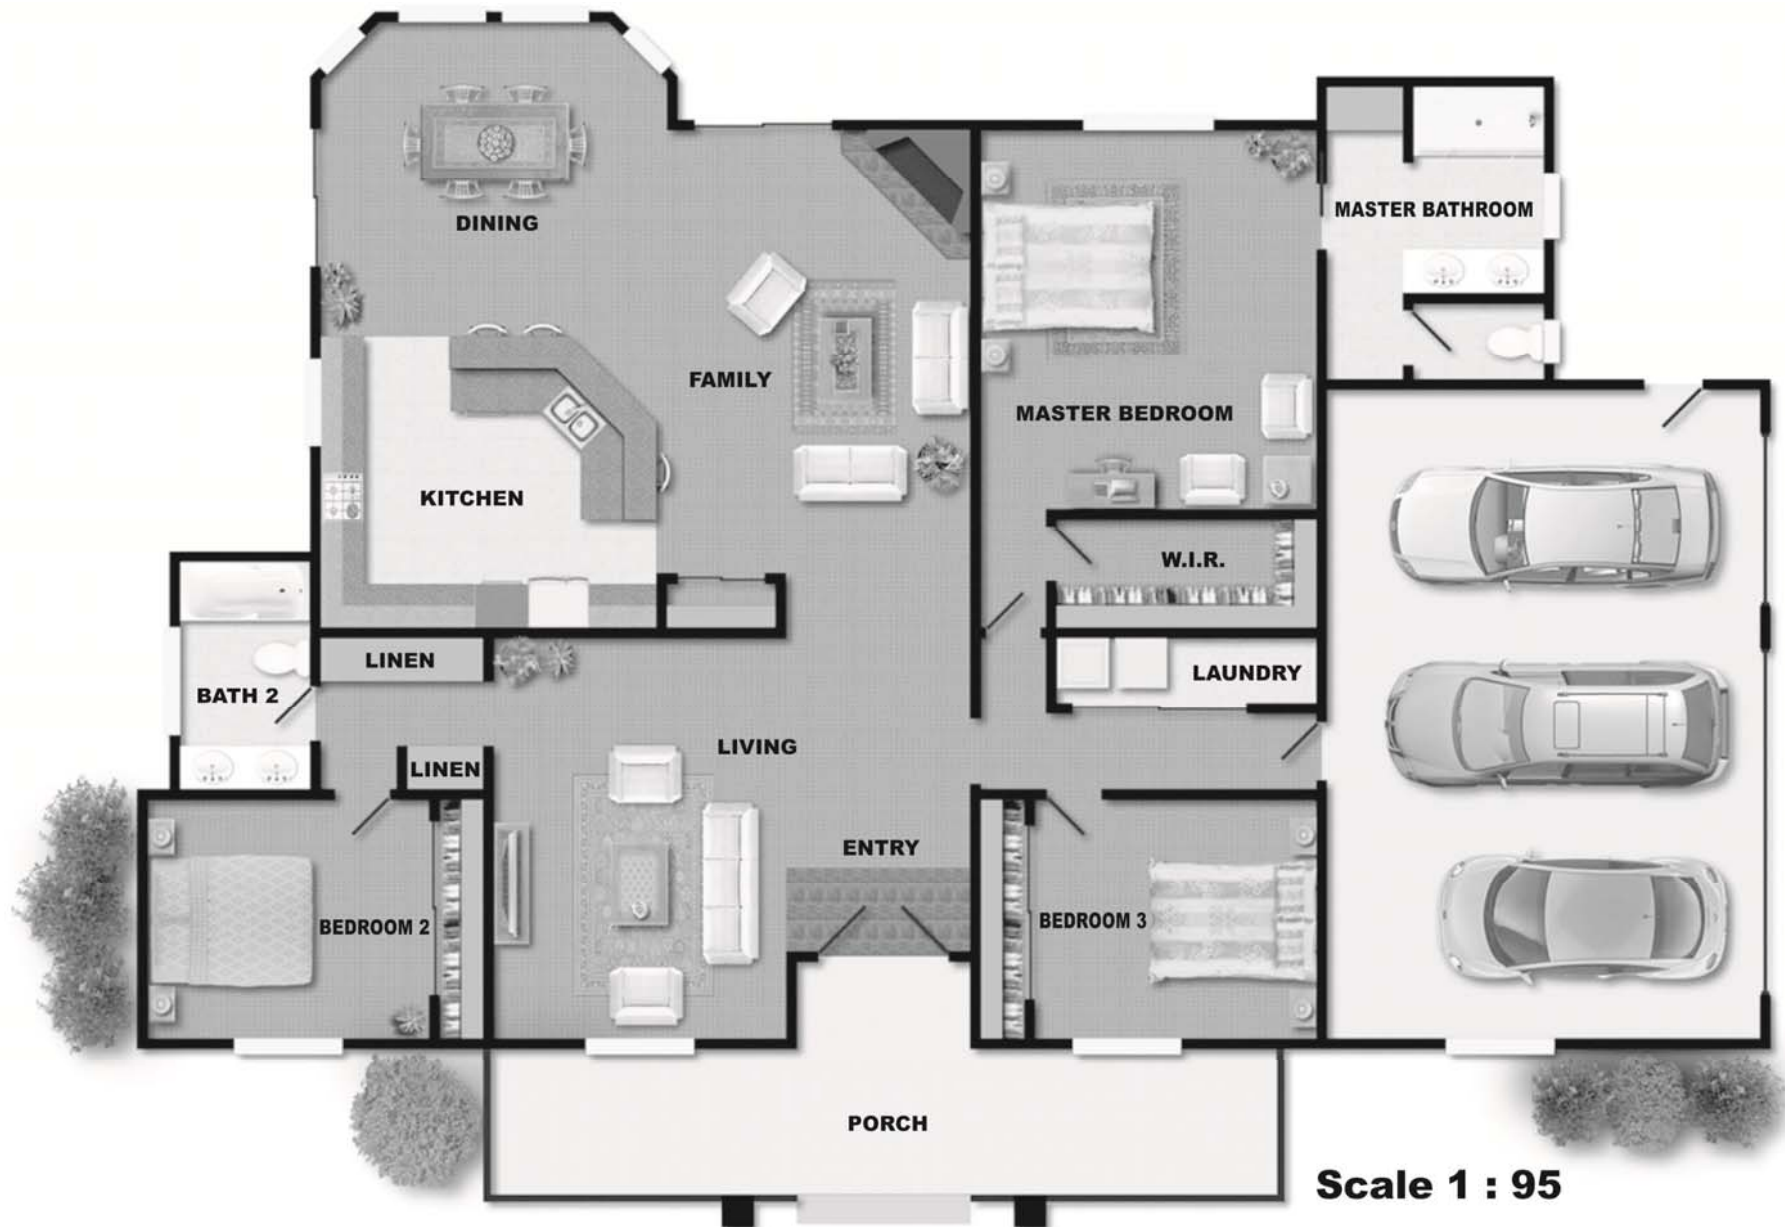 DINING
MASTER BATHROOM
FAMILY
MASTER BEDROOM
KITCHEN
W.I.R.
LINEN
LAUNDRY
BATH 2
LIVING
LINEN
ENTRY
BEDROOM 2
BEDROOM 3
PORCH
Scale 1 : 95